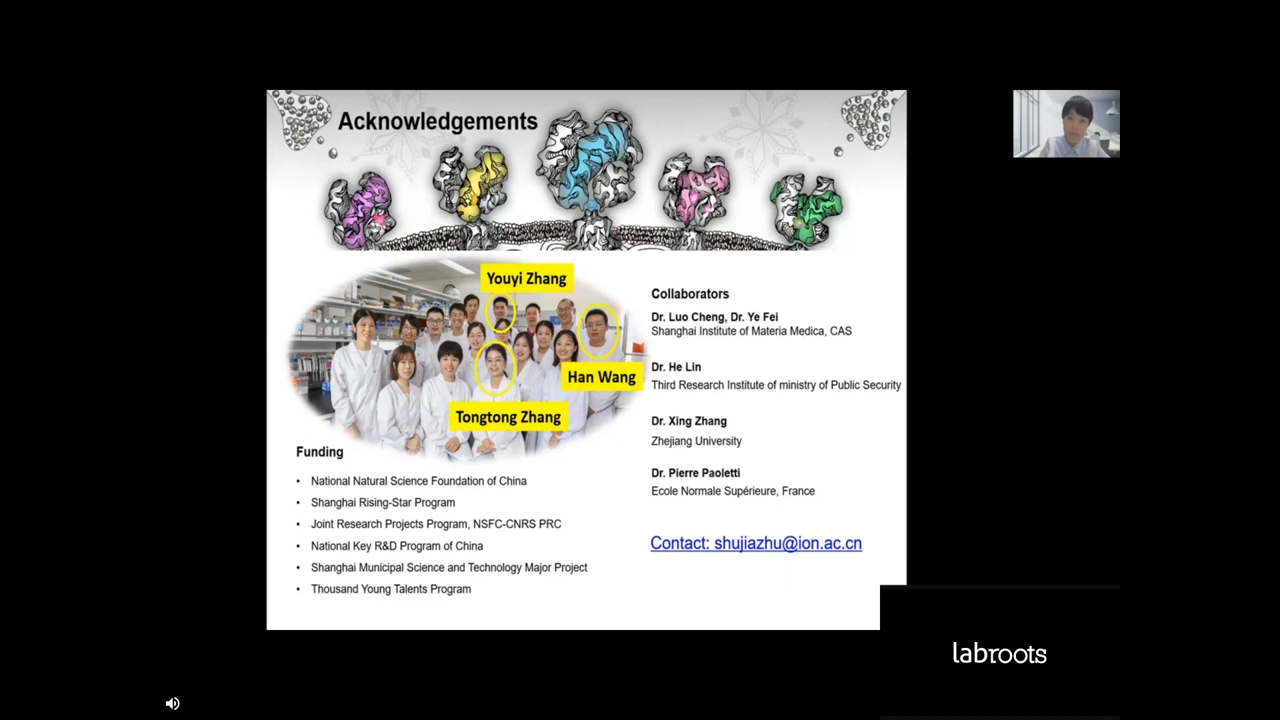 Acknowledgements
Youyi Zhang
Han Wang
Tongtong Zhang
Funding
• National Natural Science Foundation of China
• Shanghai Rising-Star Program
• Joint Research Projects Program, NSFC-CNRS PRC
• National Key R&D Program of China
• Shanghai Municipal Science and Technology Major Project
• Thousand Young Talents Program
Collaborators
Dr. Luo Cheng, Dr. Ye Fei
Shanghai Institute of Materia Medica, CAS
Dr. He Lin
Third Research Institute of ministry of Public Security
Dr. Xing Zhang
Zhejiang University
Dr. Pierre Paoletti
Ecole Normale Supérieure, France
Contact: shujiazhu@ion.ac.cn
labroots